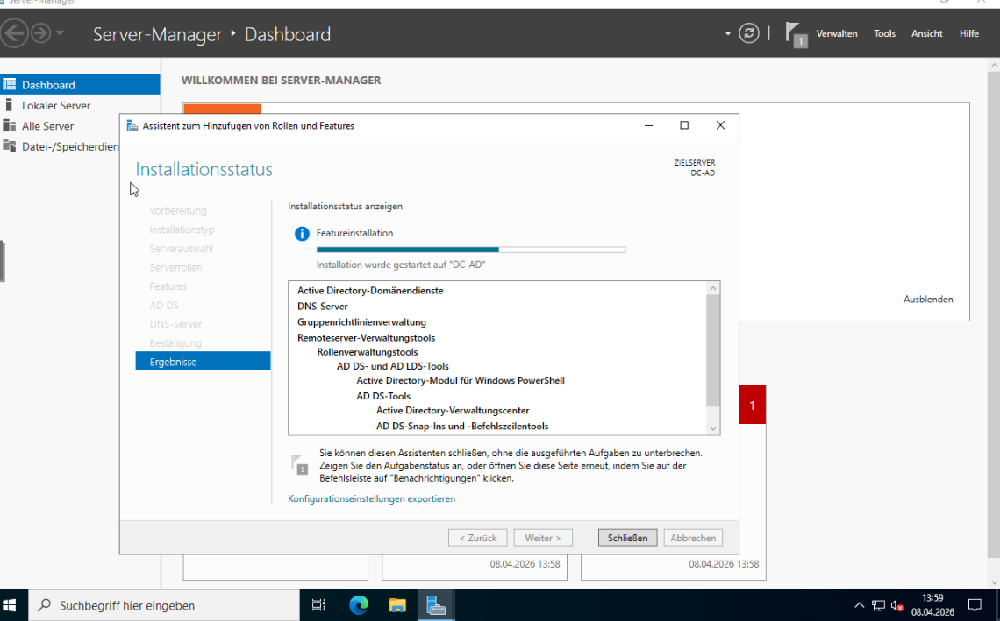 Server-Manager
Server-Manager ‣ Dashboard
1
Verwalten
Tools
Ansicht
Hilfe
Dashboard
Lokaler Server
Alle Server
Datei-/Speicherdien
WILLKOMMEN BEI SERVER-MANAGER
Assistent zum Hinzufügen von Rollen und Features
Installationsstatus
ZIELSERVER
DC-AD
Vorbereitung
Installationstyp
Serverauswahl
Serverrollen
Features
AD DS
DNS-Server
Bestätigung
Ergebnisse
Installationsstatus anzeigen
Featureinstallation
Installation wurde gestartet auf "DC-AD"
Active Directory-Domänendienste
DNS-Server
Gruppenrichtlinienverwaltung
Remoteserver-Verwaltungstools
Rollenverwaltungstools
AD DS- und AD LDS-Tools
Active Directory-Modul für Windows PowerShell
AD DS-Tools
Active Directory-Verwaltungscenter
AD DS-Snap-Ins und -Befehlszeilentools
1
Sie können diesen Assistenten schließen, ohne die ausgeführten Aufgaben zu unterbrechen.
Zeigen Sie den Aufgabenstatus an, oder öffnen Sie diese Seite erneut, indem Sie auf der
Befehlsleiste auf "Benachrichtigungen" klicken.
Konfigurationseinstellungen exportieren
< Zurück
Weiter >
Schließen
Abbrechen
Ausblenden
1
08.04.2026 13:58
08.04.2026 13:58
Suchbegriff hier eingeben
13:59
08.04.2026